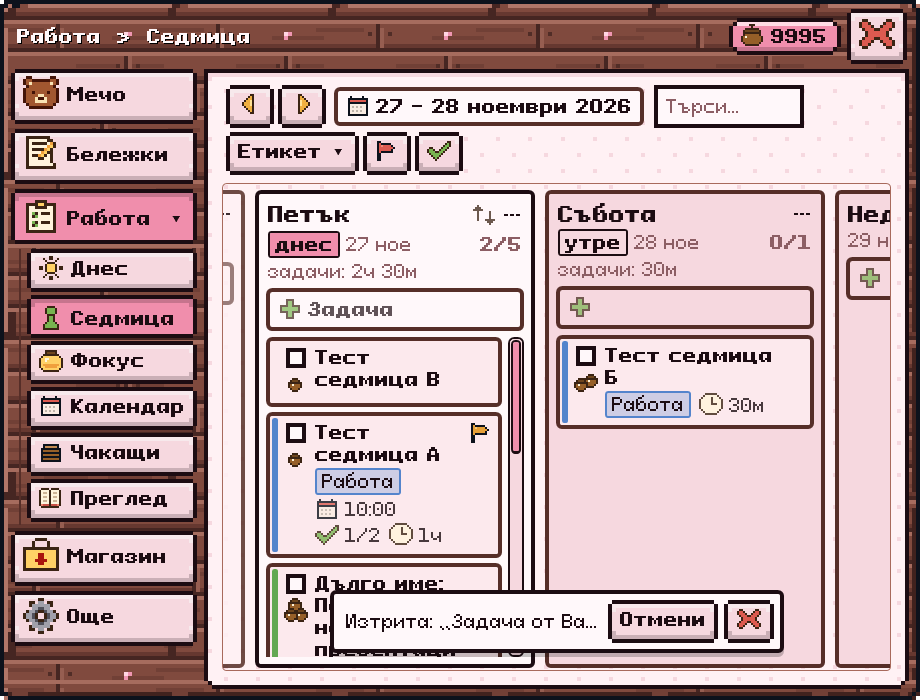 Работа > Седмица
9995
Мечо
Бележки
Работа
Днес
Седмица
Фокус
Календар
Чакащи
Преглед
Магазин
Още
27 – 28 ноември 2026
Търси...
Етикет
Петък
днес 27 ное 2/5
задачи: 2ч 30м
Задача
Тест
седмица В
Тест
седмица А
Работа
10:00
1/2 1ч
Дълго име:
Събота
утре 28 ное 0/1
задачи: 30м
Тест седмица
Б
Работа 30м
Нед
29 н
Изтрита: „Задача от Ва...
Отмени